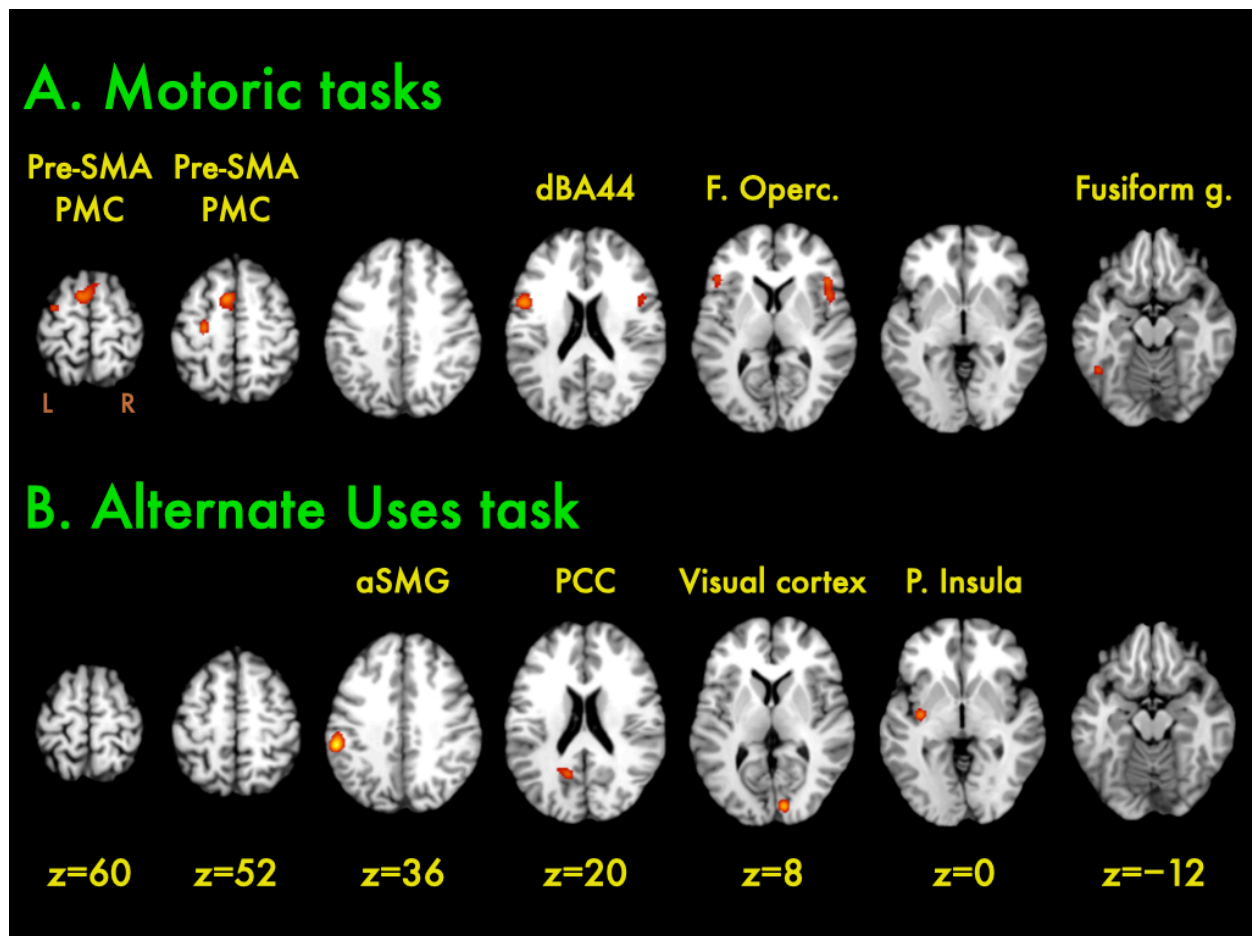 A. Motoric tasks
Pre-SMA
PMC
Pre-SMA
PMC
dBA44
F. Operc.
Fusiform g.
L
R
B. Alternate Uses task
aSMG
PCC
Visual cortex
P. Insula
z=60
z=52
z=36
z=20
z=8
z=0
z=−12